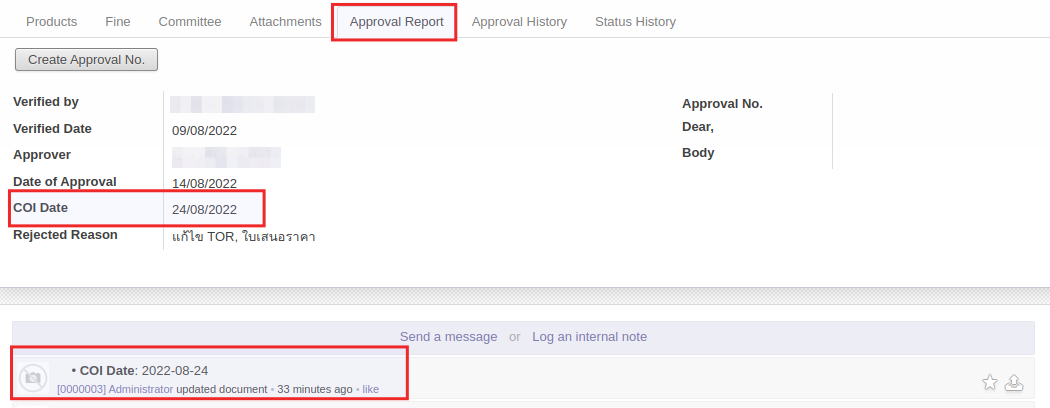 Products Fine Committee Attachments Approval Report Approval History Status History
Create Approval No.
Verified by
Verified Date 09/08/2022
Approver
Date of Approval 14/08/2022
COI Date 24/08/2022
Rejected Reason แก้ไข TOR, ใบเสนอราคา
Approval No.
Dear,
Body
Send a message or Log an internal note
• COI Date: 2022-08-24
[0000003] Administrator updated document • 33 minutes ago • like